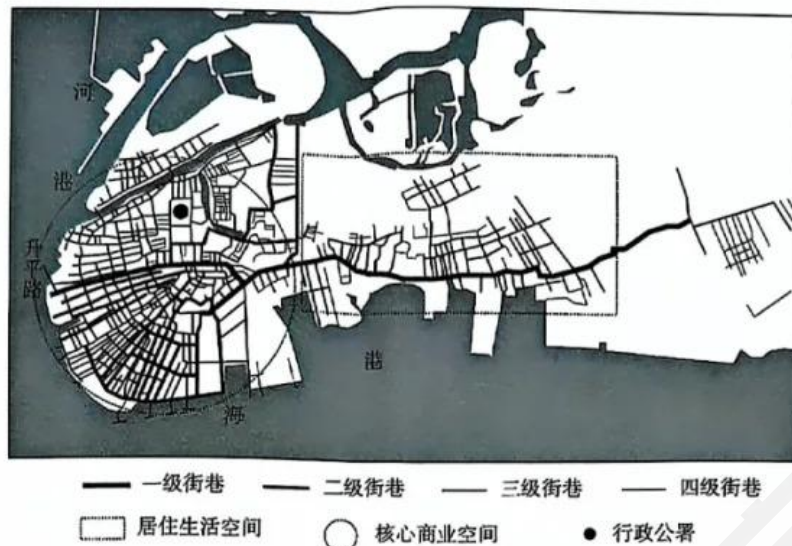 河
港
升平路
港
海
一级街巷 二级街巷 三级街巷 四级街巷
居住生活空间 核心商业空间 行政公署